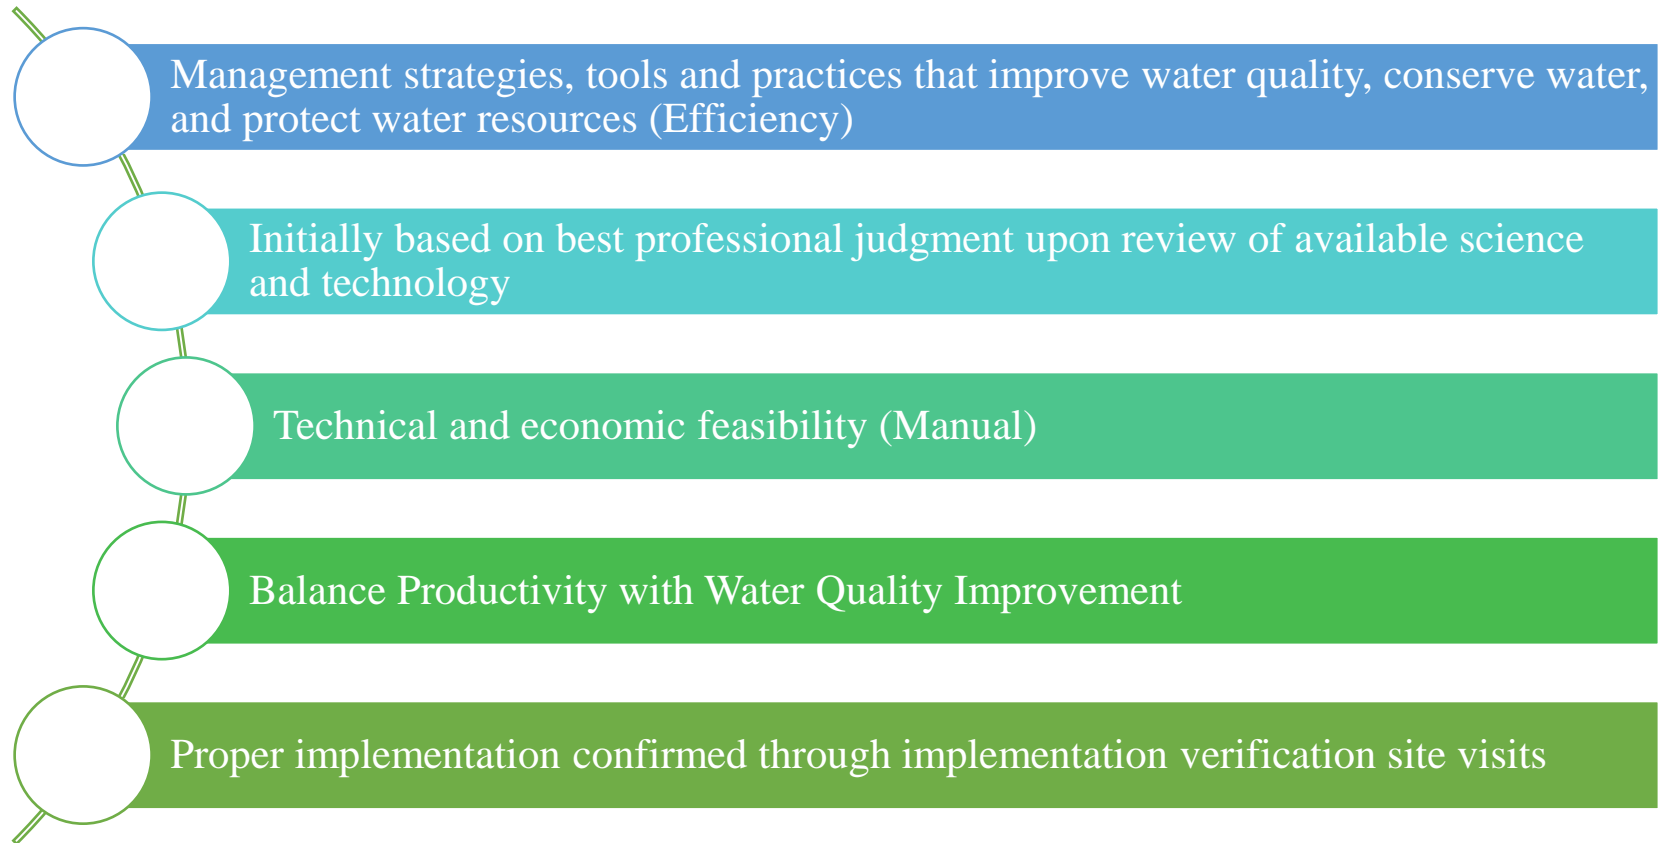 Management strategies, tools and practices that improve water quality, conserve water,
and protect water resources (Efficiency)
Initially based on best professional judgment upon review of available science
and technology
Technical and economic feasibility (Manual)
Balance Productivity with Water Quality Improvement
Proper implementation confirmed through implementation verification site visits